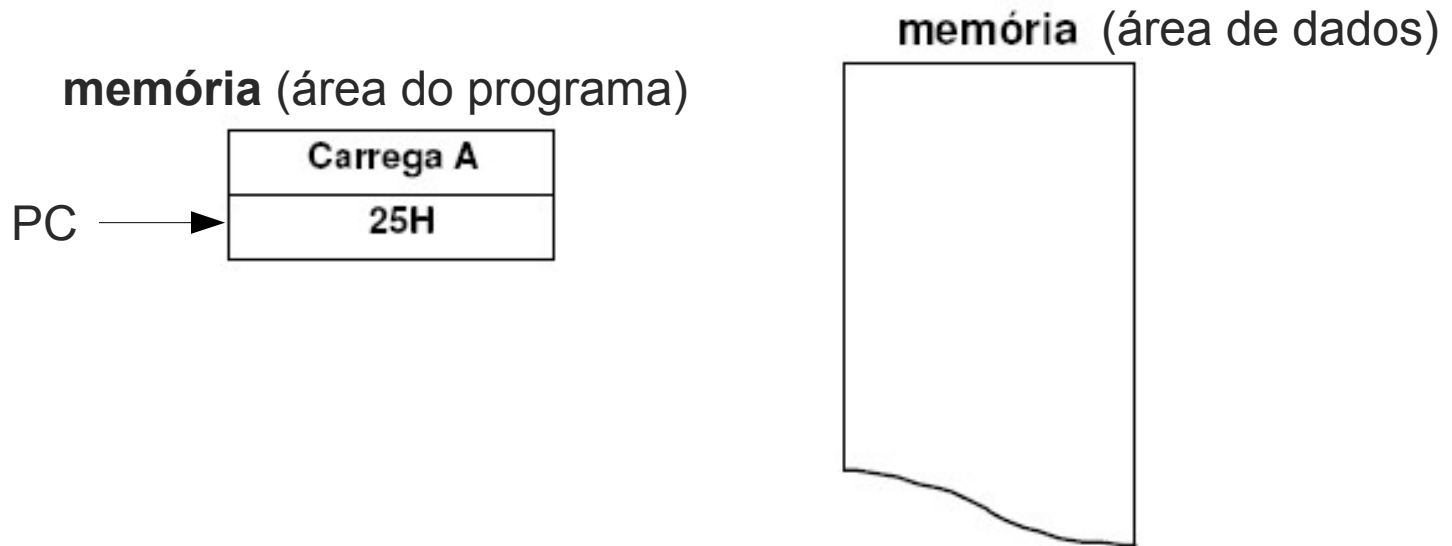 memória (área de dados)
memória (área do programa)
Carrega A
PC
25H